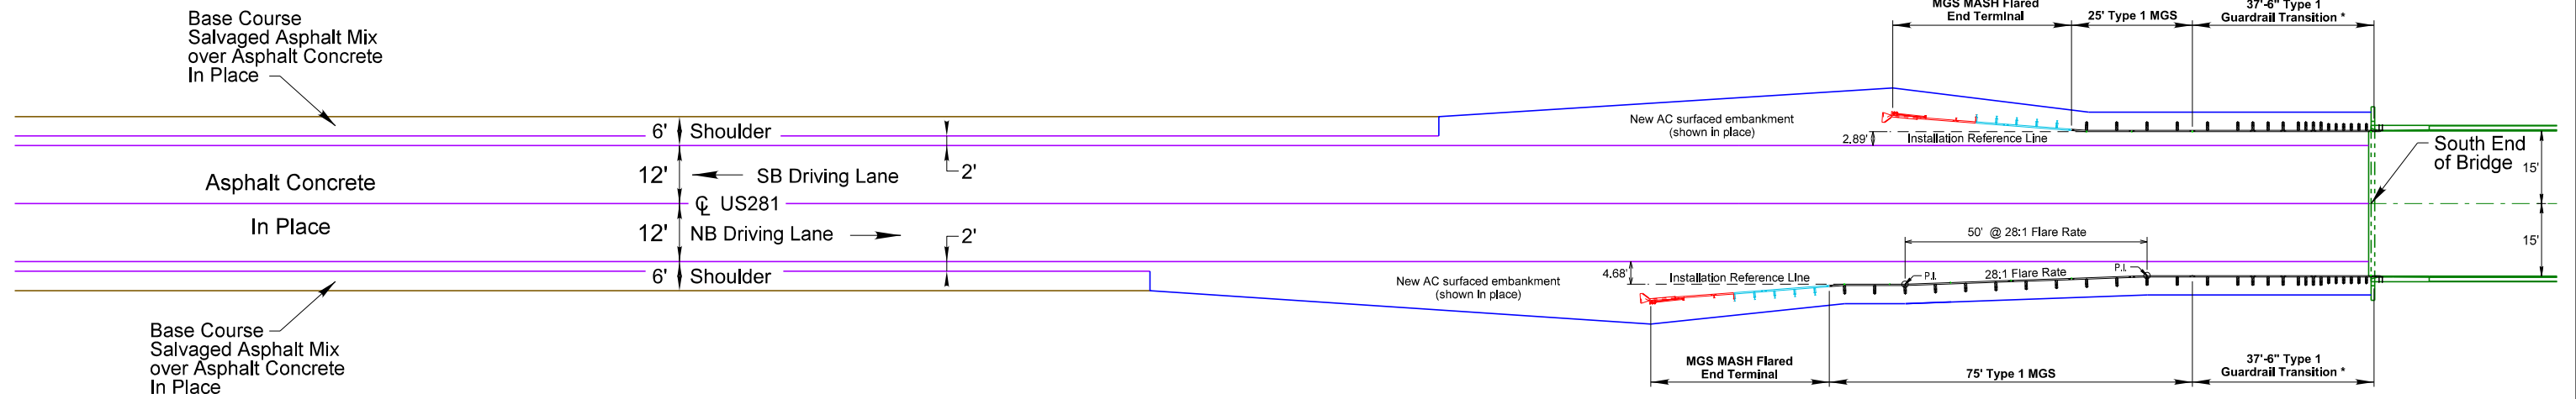 Base Course
Salvaged Asphalt Mix
over Asphalt Concrete
In Place
MGS MASH Flared
End Terminal
25' Type 1 MGS
37'-6" Type 1
Guardrail Transition *
6' Shoulder
New AC surfaced embankment
(shown in place)
2.89'
Installation Reference Line
South End
of Bridge
15'
12'
SB Driving Lane
2'
Asphalt Concrete
℄ US281
In Place
12'
NB Driving Lane
2'
50' @ 28:1 Flare Rate
15'
6' Shoulder
4.68'
Installation Reference Line
P.I.
28:1 Flare Rate
P.I.
New AC surfaced embankment
(shown in place)
Base Course
Salvaged Asphalt Mix
over Asphalt Concrete
In Place
MGS MASH Flared
End Terminal
75' Type 1 MGS
37'-6" Type 1
Guardrail Transition *